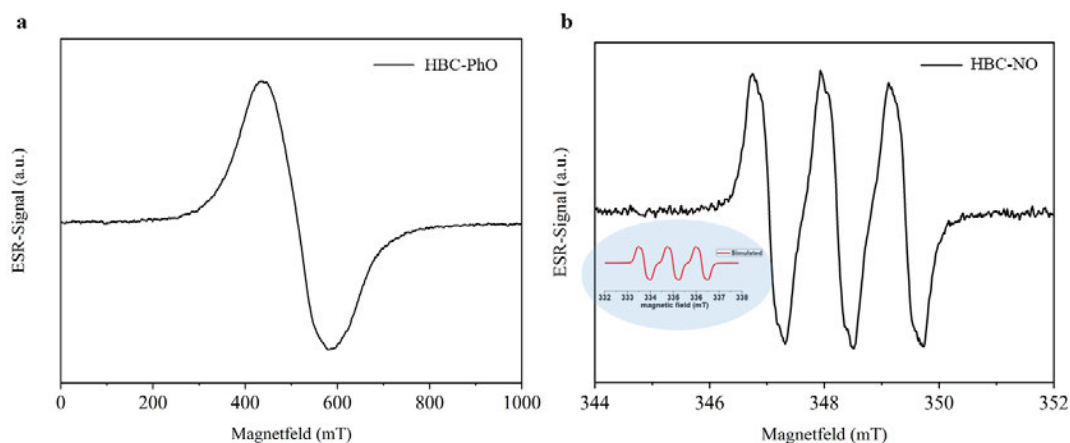 a
HBC-PhO
ESR-Signal (a.u.)
0 200 400 600 800 1000
Magnetfeld (mT)
b
HBC-NO
ESR-Signal (a.u.)
Simulated
332 333 334 335 336 337 338
magnetic field (mT)
344 346 348 350 352
Magnetfeld (mT)